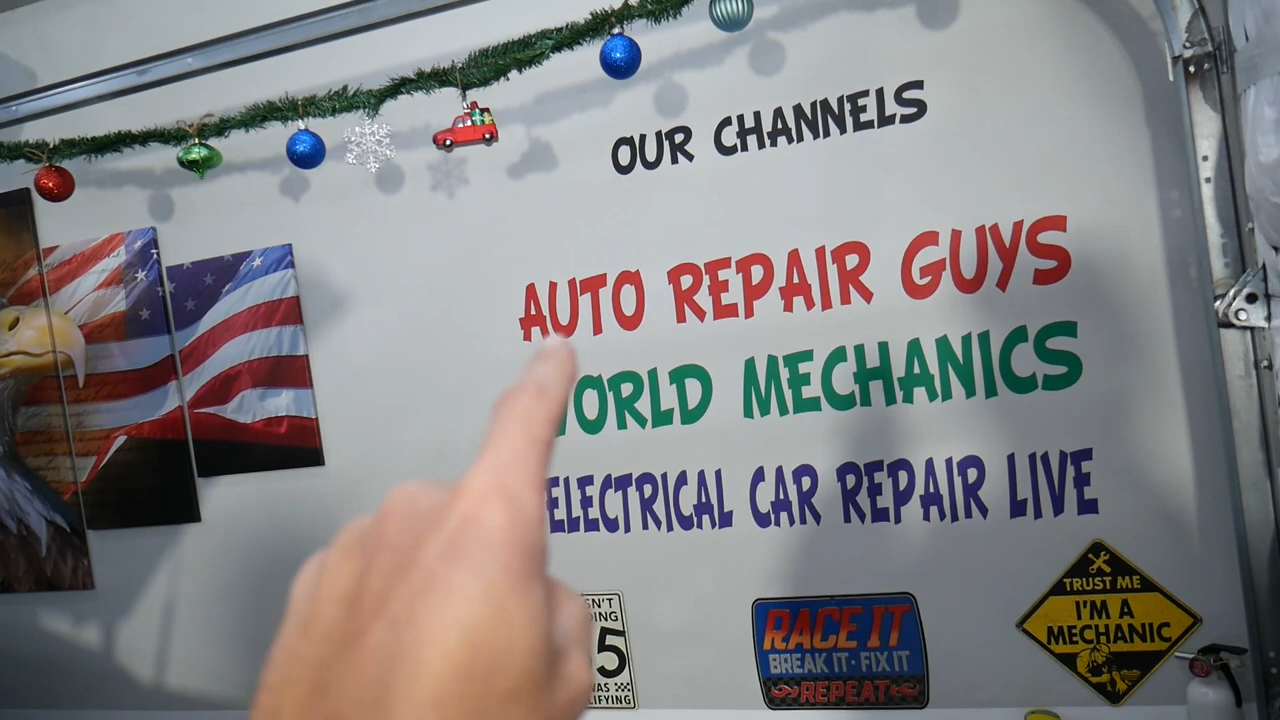 OUR CHANNELS
AUTO REPAIR GUYS
WORLD MECHANICS
ELECTRICAL CAR REPAIR LIVE
RACE IT
BREAK IT · FIX IT
REPEAT
TRUST ME
I'M A
MECHANIC